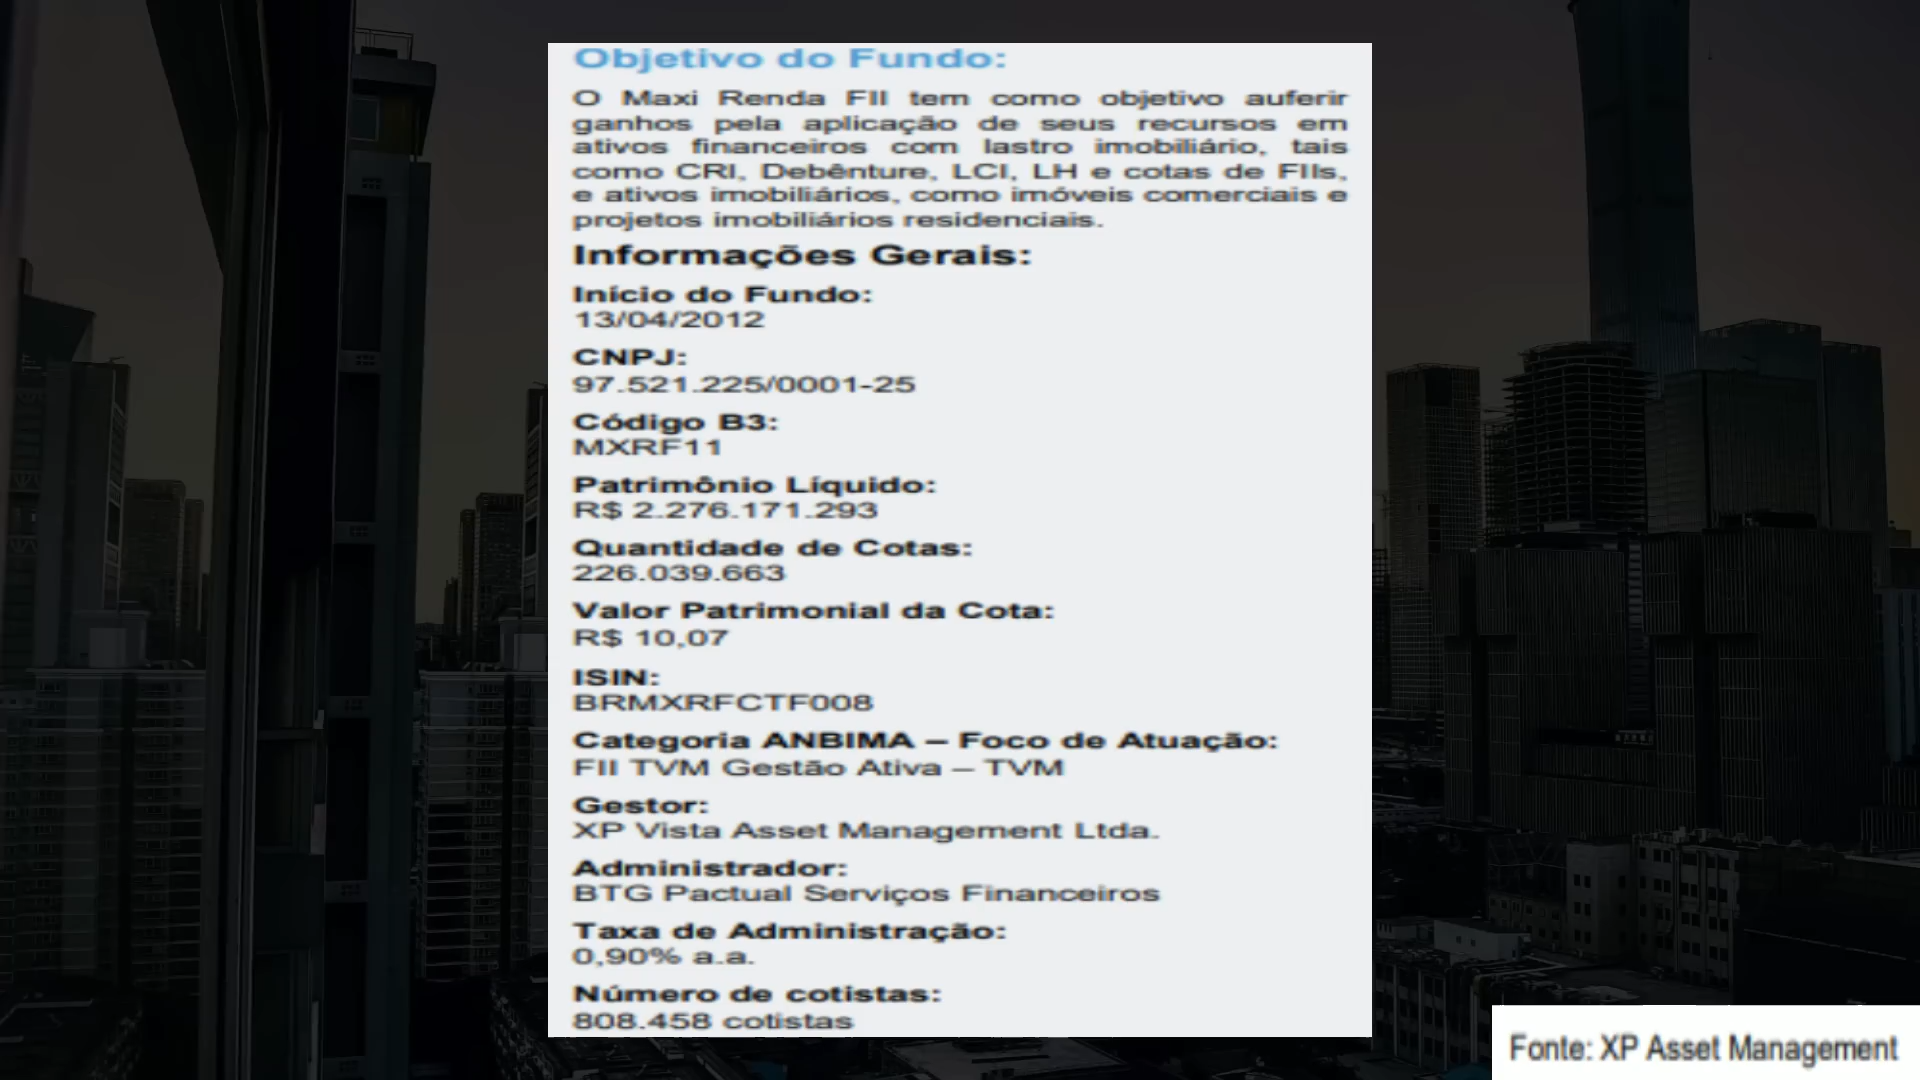 Objetivo do Fundo:
O Maxi Renda FII tem como objetivo auferir
ganhos pela aplicação de seus recursos em
ativos financeiros com lastro imobiliário, tais
como CRI, Debênture, LCI, LH e cotas de FIIs,
e ativos imobiliários, como imóveis comerciais e
projetos imobiliários residenciais.
Informações Gerais:
Início do Fundo:
13/04/2012
CNPJ:
97.521.225/0001-25
Código B3:
MXRF11
Patrimônio Líquido:
R$ 2.276.171.293
Quantidade de Cotas:
226.039.663
Valor Patrimonial da Cota:
R$ 10,07
ISIN:
BRMXRFCTF008
Categoria ANBIMA – Foco de Atuação:
FII TVM Gestão Ativa – TVM
Gestor:
XP Vista Asset Management Ltda.
Administrador:
BTG Pactual Serviços Financeiros
Taxa de Administração:
0,90% a.a.
Número de cotistas:
808.458 cotistas
Fonte: XP Asset Management